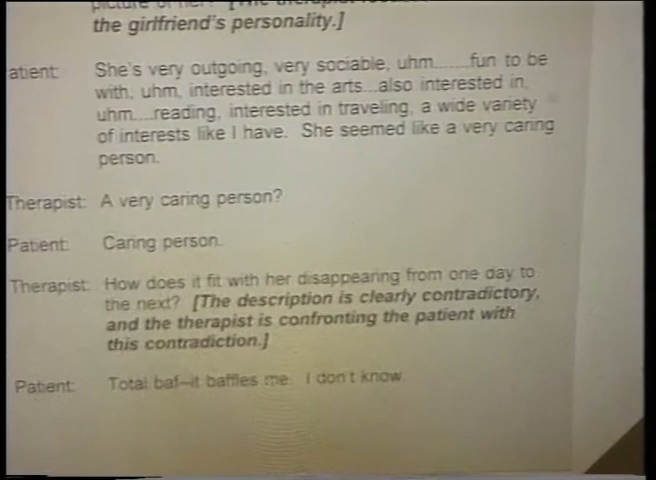 the girlfriend's personality.]
atient: She's very outgoing, very sociable, uhm.......fun to be
with, uhm, interested in the arts...also interested in,
uhm....reading, interested in traveling, a wide variety
of interests like I have. She seemed like a very caring
person.
Therapist: A very caring person?
Patient: Caring person.
Therapist: How does it fit with her disappearing from one day to
the next? [The description is clearly contradictory,
and the therapist is confronting the patient with
this contradiction.]
Patient: Total baf--it baffles me. I don't know.